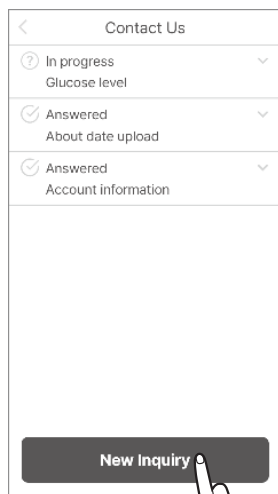 Contact Us
In progress
Glucose level
Answered
About date upload
Answered
Account information
New Inquiry